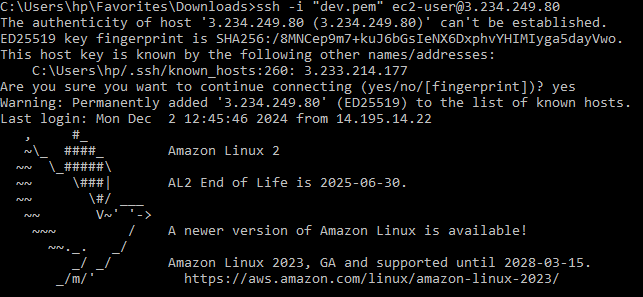 C:\Users\hp\Favorites\Downloads>ssh -i "dev.pem" ec2-user@3.234.249.80
The authenticity of host '3.234.249.80 (3.234.249.80)' can't be established.
ED25519 key fingerprint is SHA256:/8MNCep9m7+kuJ6bGsIeNX6DxphvYHIMIyga5dayVwo.
This host key is known by the following other names/addresses:
    C:\Users\hp/.ssh/known_hosts:260: 3.233.214.177
Are you sure you want to continue connecting (yes/no/[fingerprint])? yes
Warning: Permanently added '3.234.249.80' (ED25519) to the list of known hosts.
Last login: Mon Dec  2 12:45:46 2024 from 14.195.14.22
   ,     #_
   ~\_  ####_        Amazon Linux 2
  ~~  \_#####\
  ~~     \###|       AL2 End of Life is 2025-06-30.
  ~~       \#/ ___
   ~~       V~' '->
    ~~~         /    A newer version of Amazon Linux is available!
      ~~._.   _/
         _/ _/       Amazon Linux 2023, GA and supported until 2028-03-15.
       _/m/'           https://aws.amazon.com/linux/amazon-linux-2023/